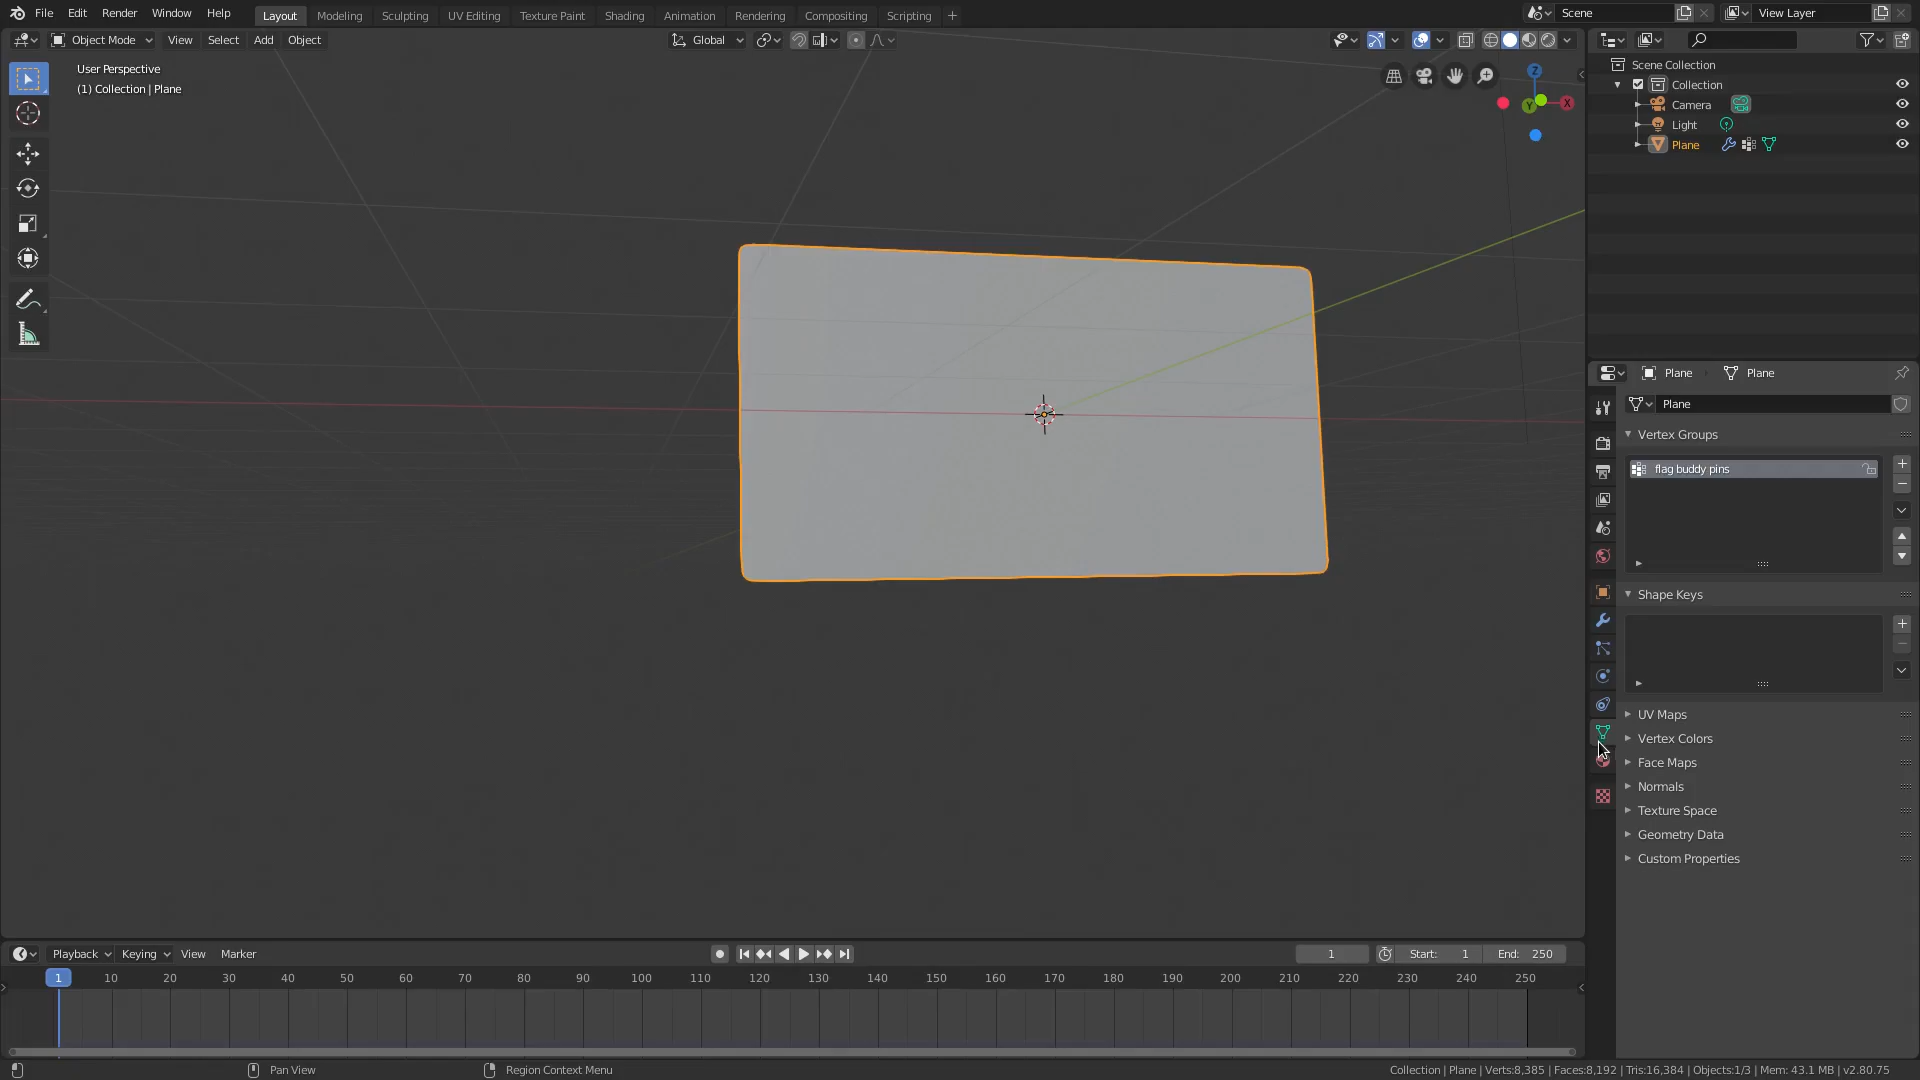 File Edit Render Window Help Layout Modeling Sculpting UV Editing Texture Paint Shading Animation Rendering Compositing Scripting + Scene View Layer
Object Mode View Select Add Object Global
User Perspective
(1) Collection | Plane
Z
Y
X
Scene Collection
Collection
Camera
Light
Plane
Plane Plane
Plane
Vertex Groups
flag buddy pins
Shape Keys
UV Maps
Vertex Colors
Face Maps
Normals
Texture Space
Geometry Data
Custom Properties
Playback Keying View Marker 1 Start: 1 End: 250
1 10 20 30 40 50 60 70 80 90 100 110 120 130 140 150 160 170 180 190 200 210 220 230 240 250
Pan View Region Context Menu Collection | Plane | Verts:8,385 | Faces:8,192 | Tris:16,384 | Objects:1/3 | Mem: 43.1 MB | v2.80.75